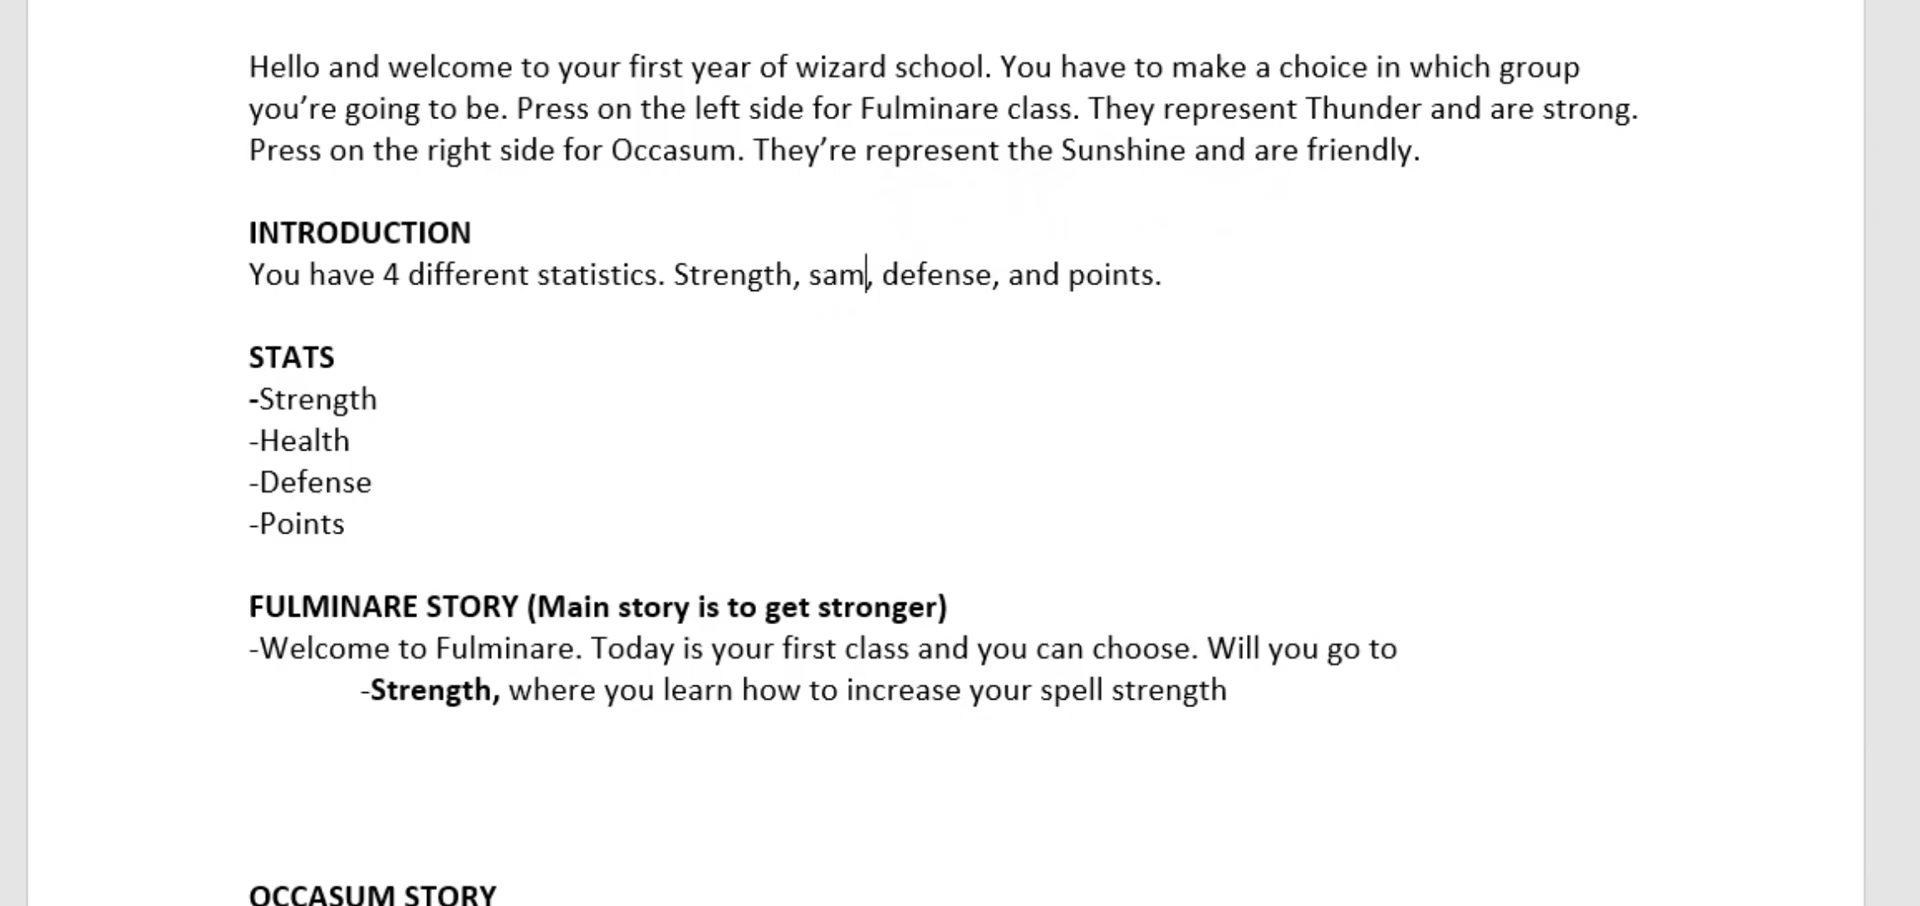 Hello and welcome to your first year of wizard school. You have to make a choice in which group
you’re going to be. Press on the left side for Fulminare class. They represent Thunder and are strong.
Press on the right side for Occasum. They’re represent the Sunshine and are friendly.
INTRODUCTION
You have 4 different statistics. Strength, sam, defense, and points.
STATS
-Strength
-Health
-Defense
-Points
FULMINARE STORY (Main story is to get stronger)
-Welcome to Fulminare. Today is your first class and you can choose. Will you go to
-Strength, where you learn how to increase your spell strength
OCCASUM STORY